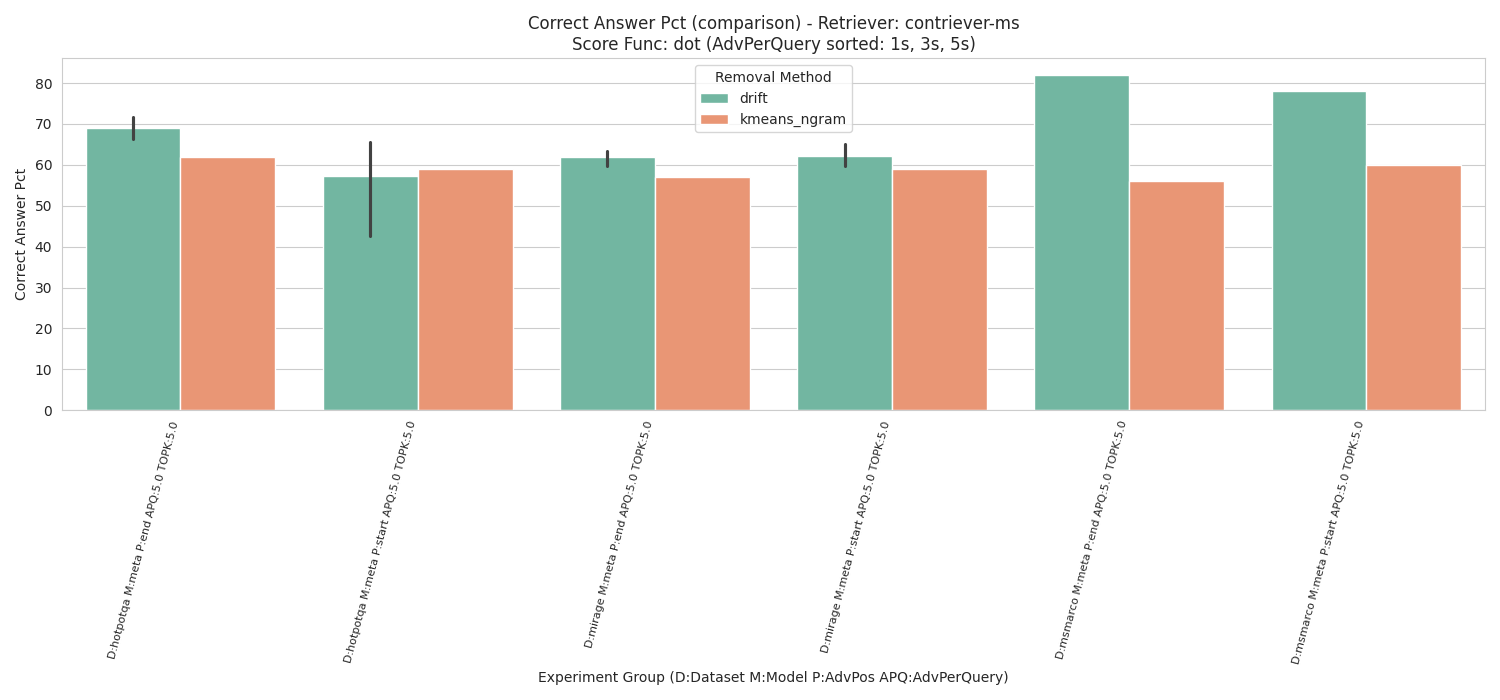 Correct Answer Pct (comparison) - Retriever: contriever-ms
Score Func: dot (AdvPerQuery sorted: 1s, 3s, 5s)
Removal Method
drift
kmeans_ngram
Correct Answer Pct
80
70
60
50
40
30
20
10
0
D:hotpotqa M:meta P:end APQ:5.0 TOPK:5.0
D:hotpotqa M:meta P:start APQ:5.0 TOPK:5.0
D:mirage M:meta P:end APQ:5.0 TOPK:5.0
D:mirage M:meta P:start APQ:5.0 TOPK:5.0
D:msmarco M:meta P:end APQ:5.0 TOPK:5.0
D:msmarco M:meta P:start APQ:5.0 TOPK:5.0
Experiment Group (D:Dataset M:Model P:AdvPos APQ:AdvPerQuery)